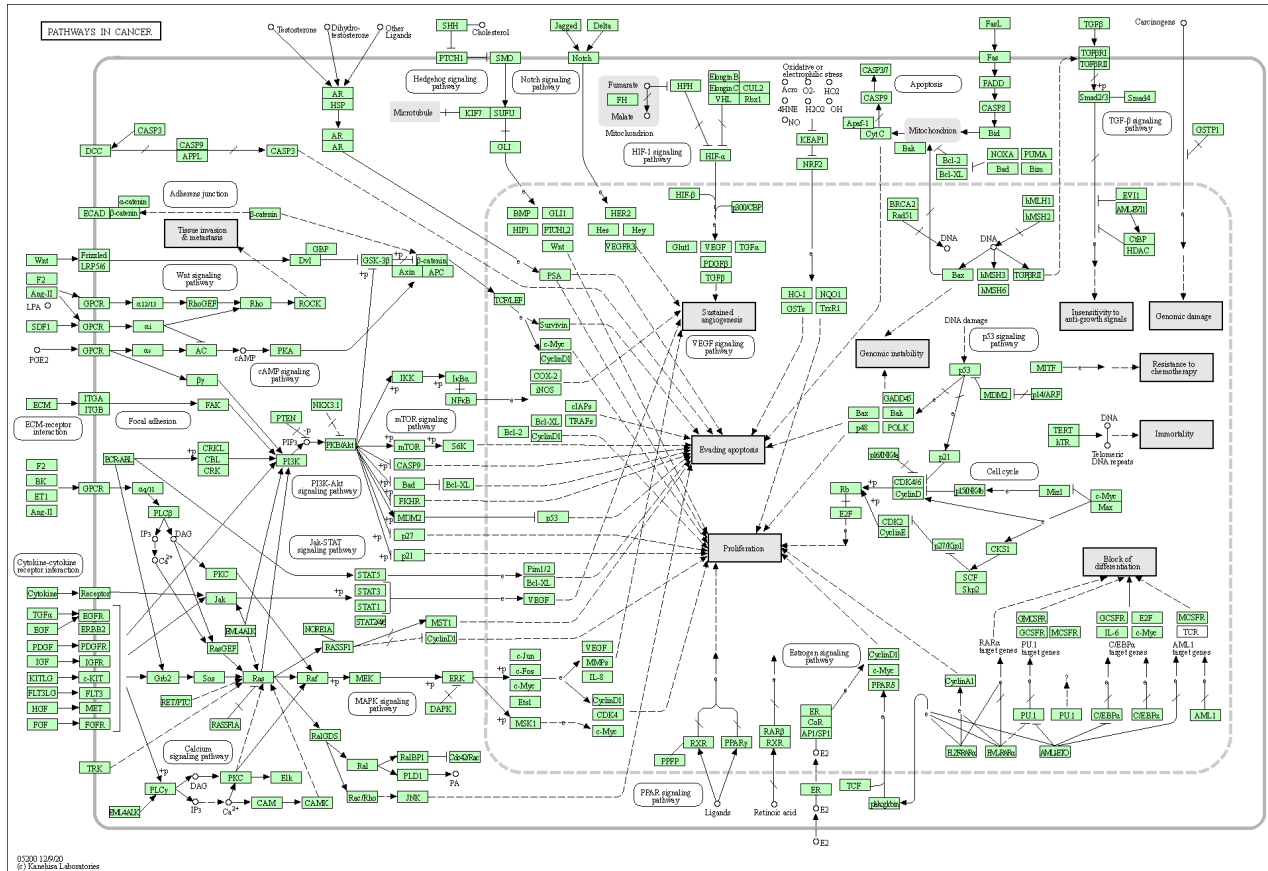 PATHWAYS IN CANCER
Testosterone
Dihydro-
testosterone
Other
Ligands
SHH
Cholesterol
Jagged
Delta
FasL
TGFβ
Carcinogens
PTCH1
SMO
Notch
Hedgehog signaling
pathway
Notch signaling
pathway
Oxidative or
electrophilic stress
Acro
O2-
HO2
4HNE
H2O2
OH
NO
CASP3/7
Apoptosis
Fas
TGFβRI
TGFβRII
AR
HSP
Microtubule
KIF7
SUFU
Fumarate
FH
Malate
Mitochondrion
HPH
Elongin B
Elongin C
CUL2
VHL
Rbx1
CASP9
FADD
CASP8
+p
Smad2/3
Smad4
AR
AR
GLI
HIF-1 signaling
pathway
HIF-α
KEAP1
NRF2
Apaf-1
CytC
Mitochondrion
Bid
Bak
Bcl-2
Bcl-XL
NOXA
PUMA
Bad
Bim
TGF-β signaling
pathway
GSTP1
CASP3
DCC
CASP9
APPL
CASP3
Adherens junction
α-catenin
ECAD
β-catenin
β-catenin
Tissue invasion
& metastasis
BMP
GLI1
HIP1
PTCH1,2
Wnt
HER2
Hes
Hey
VEGFR3
HIF-β
p300/CBP
Glut1
VEGF
TGFα
PDGFβ
TGFβ
BRCA2
Rad51
DNA
hMLH1
hMSH2
DNA
EVI1
AML-EVI1
CtBP
HDAC
Wnt
Frizzled
LRP5/6
Wnt signaling
pathway
Dvl
GBP
GSK-3β
β-catenin
Axin
APC
PSA
Bax
hMSH3
TGFβRII
hMSH6
F2
Ang-II
LPA
GPCR
α12/13
RhoGEF
Rho
ROCK
TCF/LEF
HO-1
NQO1
GSTs
TrxR1
SDF1
GPCR
αi
Sustained
angiogenesis
VEGF signaling
pathway
DNA damage
p53 signaling
pathway
Insensitivity to
anti-growth signals
Genomic damage
PGE2
GPCR
αs
AC
cAMP
PKA
cAMP signaling
pathway
Survivin
c-Myc
CyclinD1
Genomic instability
p53
MITF
Resistance to
chemotherapy
βγ
IKK
IκBα
NFκB
COX-2
iNOS
MDM2
p14/ARF
ECM
ITGA
ITGB
FAK
Focal adhesion
ECM-receptor
interaction
PTEN
NKX3.1
PIP3
PKB/Akt
mTOR signaling
pathway
cIAPs
Bcl-XL
TRAFs
Bcl-2
CyclinD1
GADD45
Bax
Bak
p48
POLK
TERT
hTR
DNA
Telomeric
DNA repeats
Immortality
BCR-ABL
CRKL
CBL
CRK
PI3K
PI3K-Akt
signaling pathway
mTOR
S6K
CASP9
Bad
Bcl-XL
FKHR
MDM2
p53
p27
p21
Evading apoptosis
p16/INK4a
p21
Cell cycle
CDK4/6
CyclinD
p15/INK4b
Miz1
c-Myc
Max
Rb
E2F
CDK2
CyclinE
p27/Kip1
CKS1
SCF
Skp2
F2
BK
ET1
Ang-II
GPCR
αq/11
PLCβ
IP3
DAG
Ca2+
Jak-STAT
signaling pathway
Proliferation
Block of
differentiation
Cytokine-cytokine
receptor interaction
PKC
STAT5
STAT3
STAT1
Pim1/2
Bcl-XL
VEGF
Cytokine
Receptor
Jak
TGFα
EGFR
EGF
ERBB2
PDGF
PDGFR
IGF
IGFR
KITLG
c-KIT
FLT3LG
FLT3
HGF
MET
FGF
FGFR
EML4ALK
RasGEF
NORE1A
RASSF1
MST1
CyclinD1
Grb2
Sos
Ras
Raf
MEK
ERK
DAPK
MAPK signaling
pathway
RET/PTC
RASSF1A
c-Jun
c-Fos
c-Myc
Ets1
MSK1
VEGF
MMPs
IL-8
CyclinD1
CDK4
c-Myc
Estrogen signaling
pathway
CyclinD1
c-Myc
PPARδ
RARα
target genes
GMCSFR
GCSFR
MCSFR
PU.1
target genes
GCSFR
E2F
IL-6
c-Myc
C/EBPα
target genes
MCSFR
TCR
AML1
target genes
CyclinA1
PU.1
PU.1
C/EBPα
C/EBPα
AML1
AML1-ETO
Calcium
signaling pathway
RalGDS
Ral
RalBP1
Cdc42/Rac
PLD1
PA
Rac/Rho
JNK
TRK
PLCγ
DAG
IP3
PKC
Elk
Ca2+
CAM
CAMK
EML4ALK
PPFP
RXR
PPARγ
RARβ
RXR
ER
CoR
AP1/SP1
E2
ER
E2
E2
TCF
PPAR signaling
pathway
Ligands
Retinoic acid
05200 12/9/20
(c) Kanehisa Laboratories